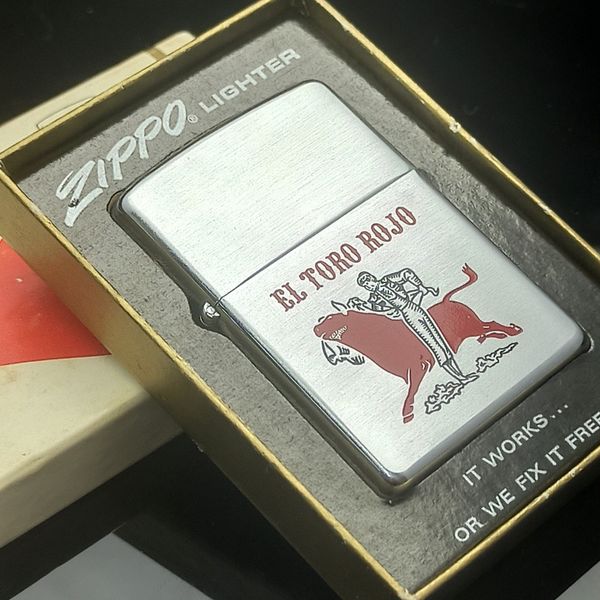 ZIPPO® LIGHTER
EL TORO ROJO
IT WORKS...
OR WE FIX IT FREE